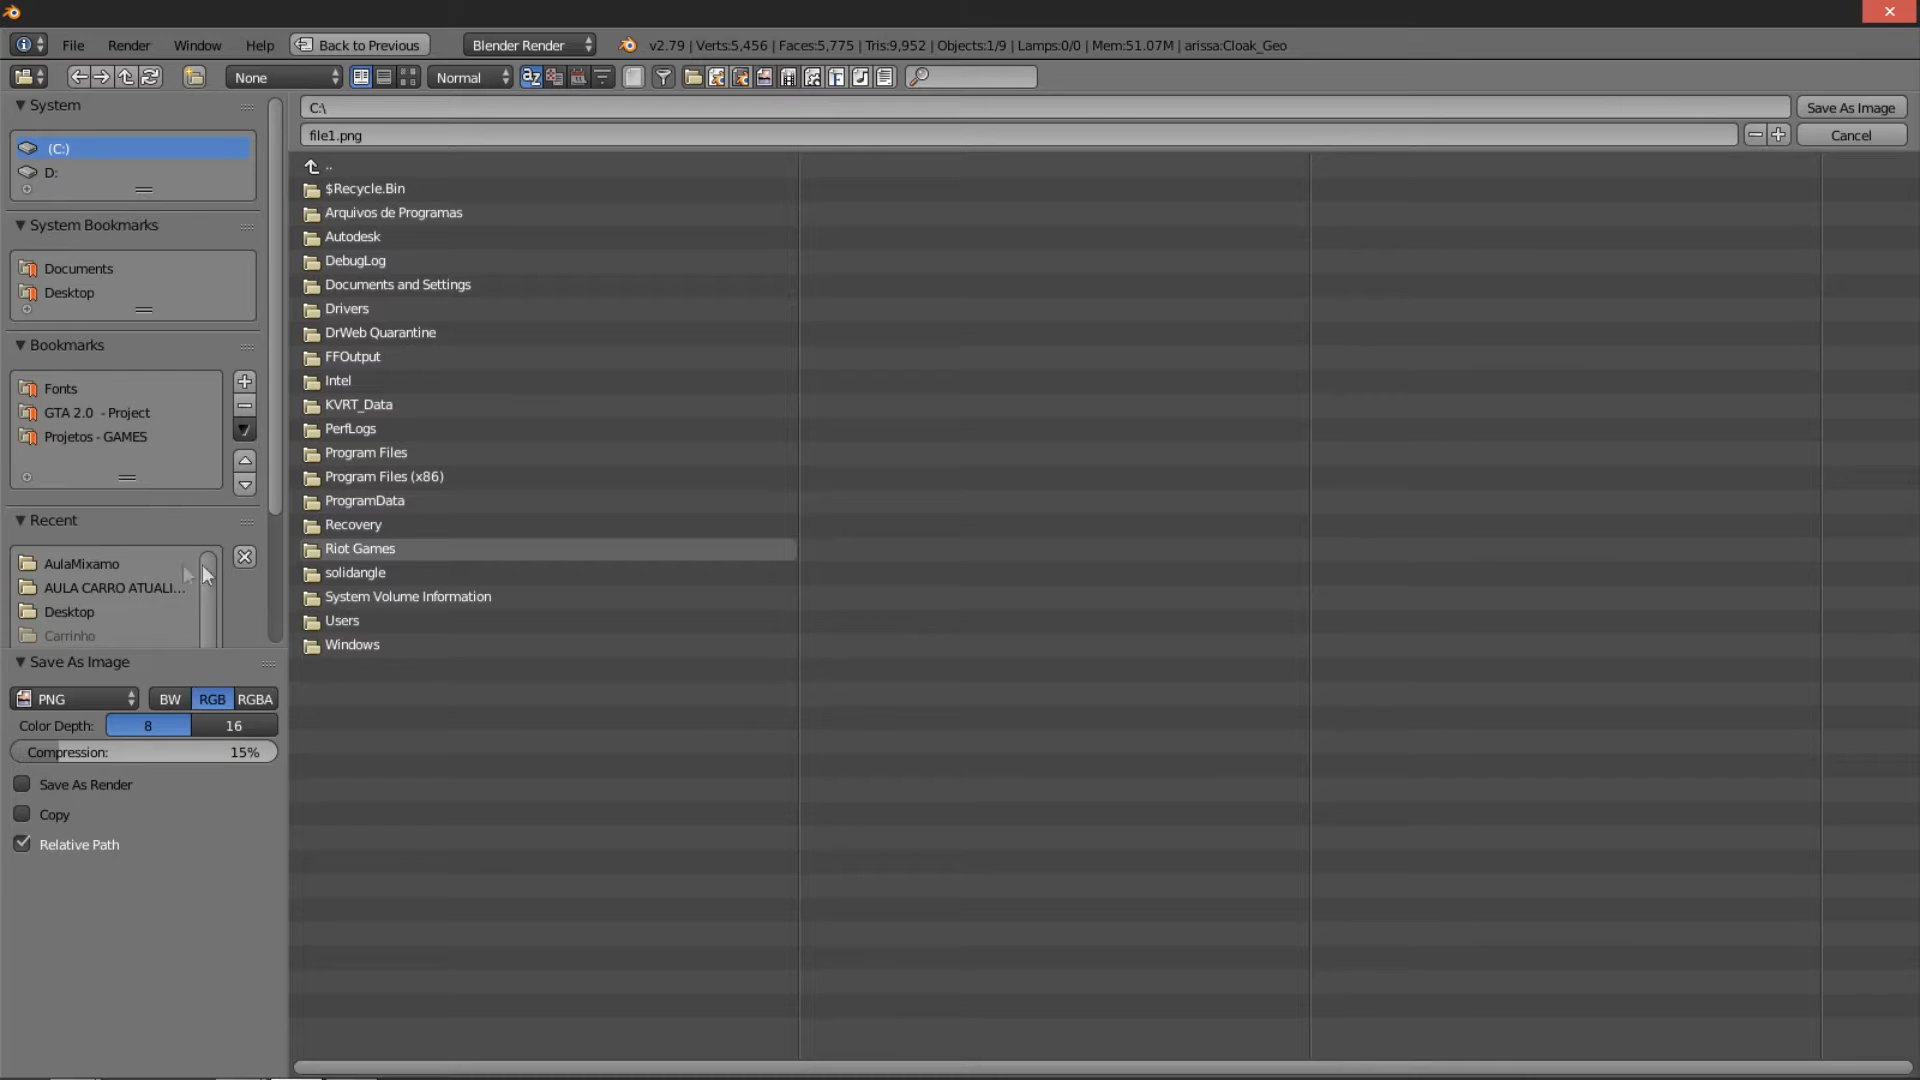 File Render Window Help Back to Previous Blender Render v2.79 | Verts:5,456 | Faces:5,775 | Tris:9,952 | Objects:1/9 | Lamps:0/0 | Mem:51.07M | arissa:Cloak_Geo
None Normal
System
C:\
Save As Image
file1.png
Cancel
(C:)
D:
System Bookmarks
Documents
Desktop
Bookmarks
Fonts
GTA 2.0 - Project
Projetos - GAMES
Recent
AulaMixamo
AULA CARRO ATUALI...
Desktop
Carrinho
..
$Recycle.Bin
Arquivos de Programas
Autodesk
DebugLog
Documents and Settings
Drivers
DrWeb Quarantine
FFOutput
Intel
KVRT_Data
PerfLogs
Program Files
Program Files (x86)
ProgramData
Recovery
Riot Games
solidangle
System Volume Information
Users
Windows
Save As Image
PNG BW RGB RGBA
Color Depth: 8 16
Compression: 15%
Save As Render
Copy
Relative Path